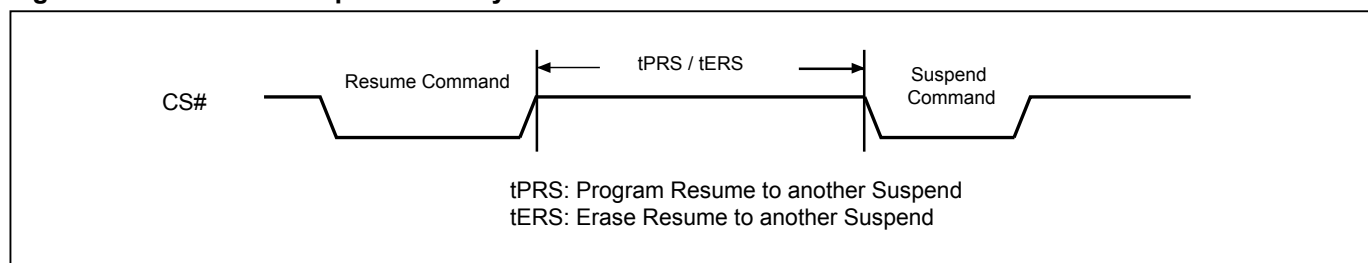 Resume Command
tPRS / tERS
Suspend
Command
CS#
tPRS: Program Resume to another Suspend
tERS: Erase Resume to another Suspend